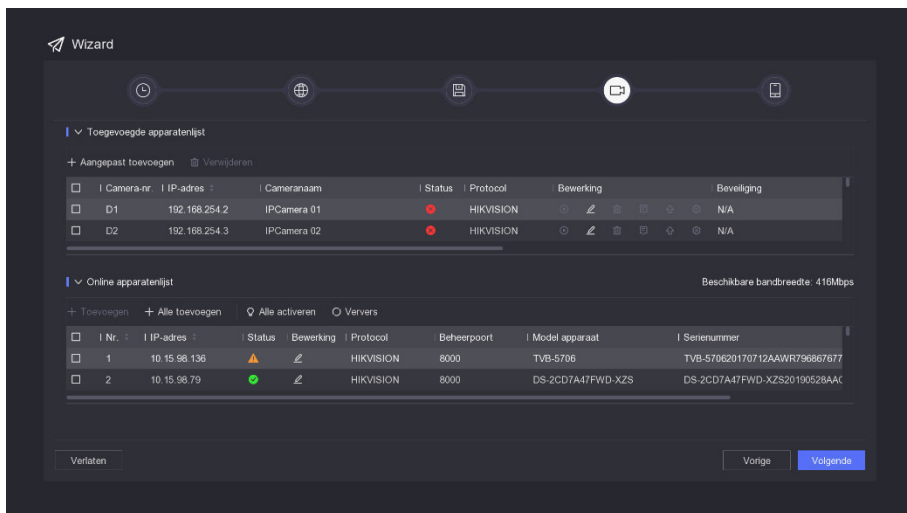 Wizard
Toegevoegde apparatenlijst
Aangepast toevoegen Verwijderen
Camera-nr. IP-adres Cameranaam Status Protocol Bewerking Beveiliging
D1 192.168.254.2 IPCamera 01 HIKVISION N/A
D2 192.168.254.3 IPCamera 02 HIKVISION N/A
Online apparatenlijst Beschikbare bandbreedte: 416Mbps
Toevoegen Alle toevoegen Alle activeren Ververs
Nr. IP-adres Status Bewerking Protocol Beheerpoort Model apparaat Serienummer
1 10.15.98.136 HIKVISION 8000 TVB-5706 TVB-570620170712AAWR796867677
2 10.15.98.79 HIKVISION 8000 DS-2CD7A47FWD-XZS DS-2CD7A47FWD-XZS20190528AAC
Verlaten Vorige Volgende